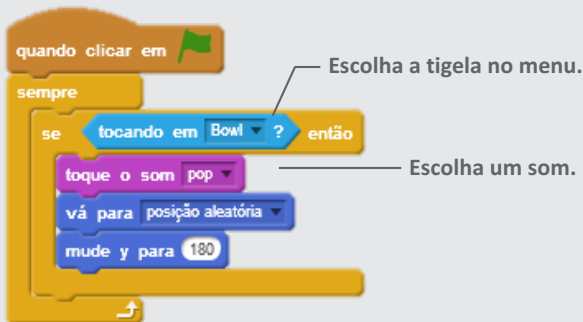 quando clicar em
Escolha a tigela no menu.
sempre
se tocando em Bowl ? então
toque o som pop
Escolha um som.
vá para posição aleatória
mude y para 180